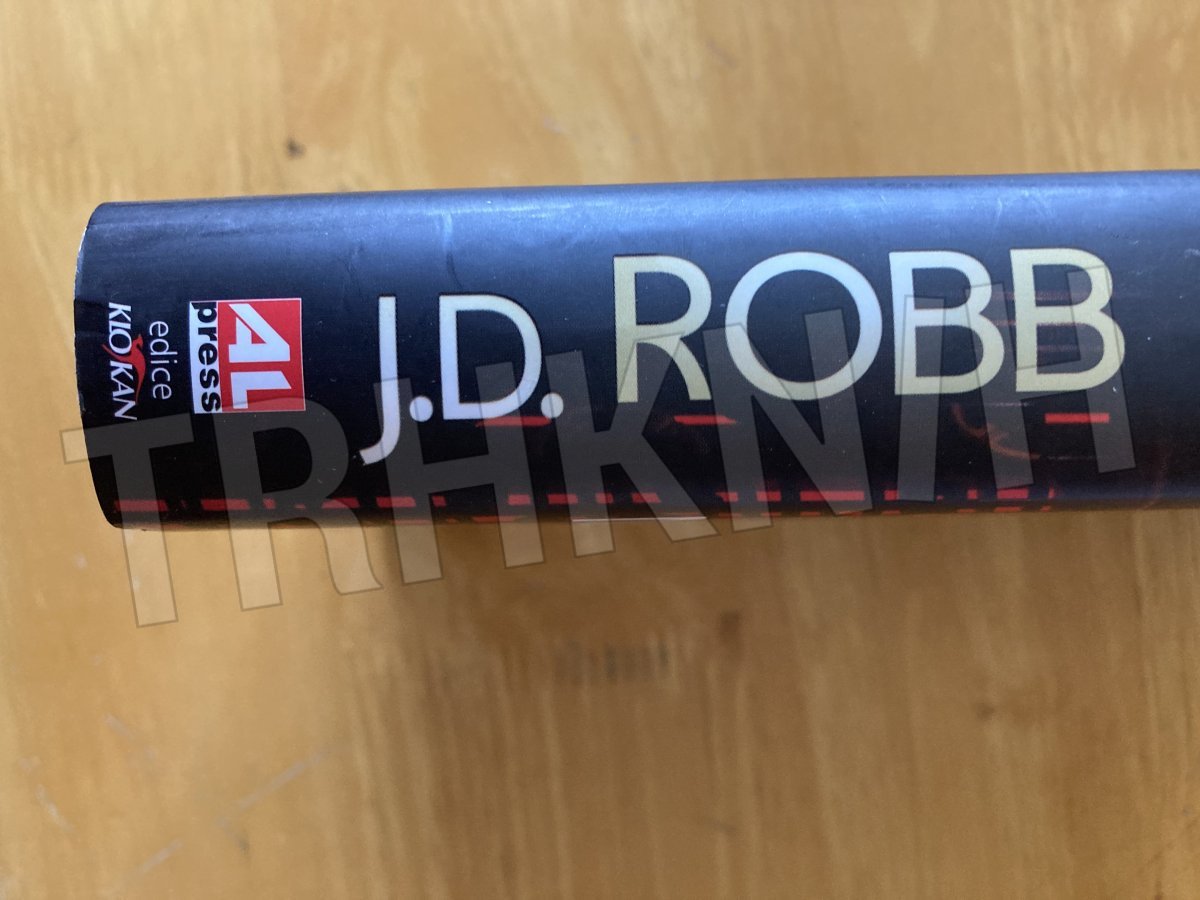 J.D. ROBB
AL
press
edice
KLOKAN
TRHKNIH